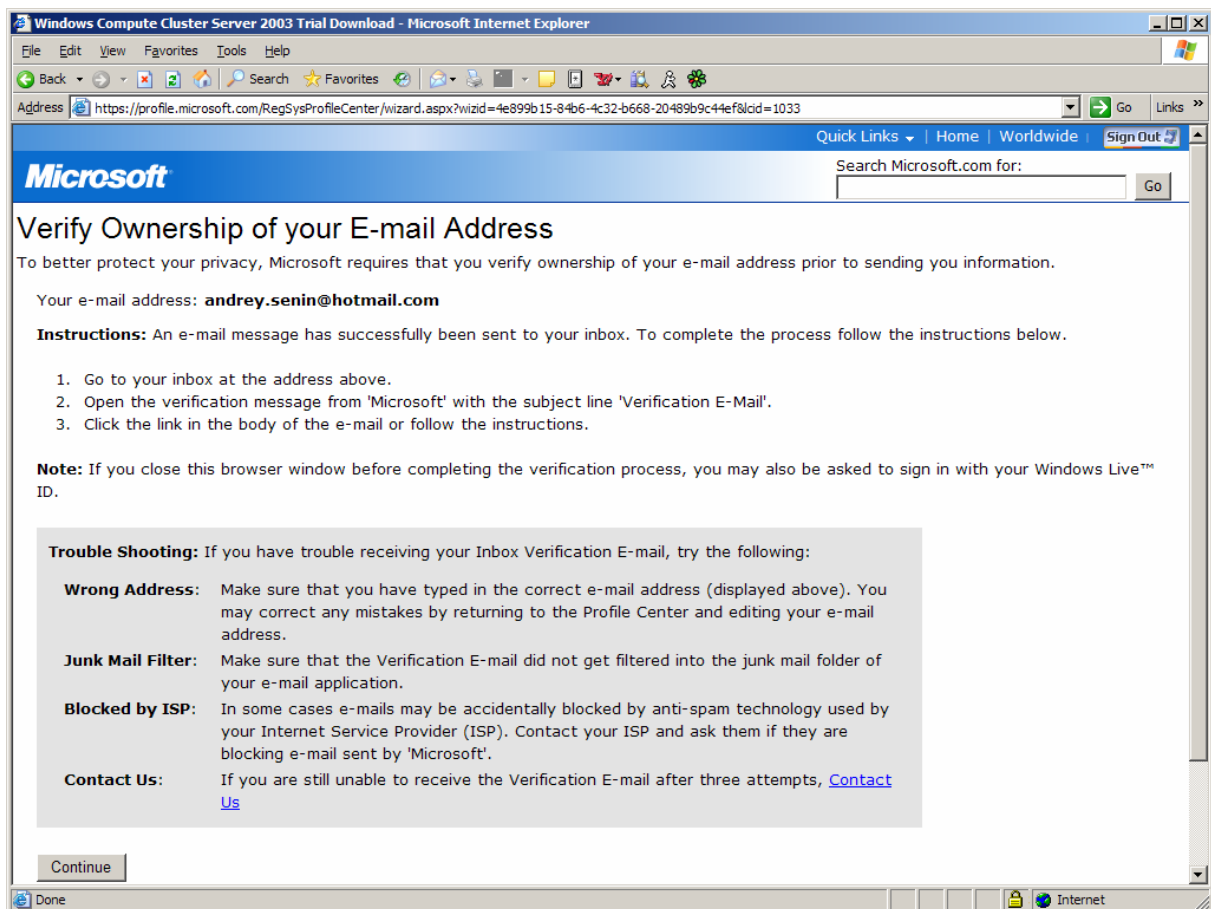 Windows Compute Cluster Server 2003 Trial Download - Microsoft Internet Explorer
File Edit View Favorites Tools Help
Back Search Favorites
Address https://profile.microsoft.com/RegSysProfileCenter/wizard.aspx?wizid=4e899b15-84b6-4c32-b668-20489b9c44ef&lcid=1033 Go Links »
Quick Links | Home | Worldwide | Sign Out
Microsoft
Search Microsoft.com for:
Go
Verify Ownership of your E-mail Address
To better protect your privacy, Microsoft requires that you verify ownership of your e-mail address prior to sending you information.
Your e-mail address: andrey.senin@hotmail.com
Instructions: An e-mail message has successfully been sent to your inbox. To complete the process follow the instructions below.
1. Go to your inbox at the address above.
2. Open the verification message from 'Microsoft' with the subject line 'Verification E-Mail'.
3. Click the link in the body of the e-mail or follow the instructions.
Note: If you close this browser window before completing the verification process, you may also be asked to sign in with your Windows Live™
ID.
Trouble Shooting: If you have trouble receiving your Inbox Verification E-mail, try the following:
Wrong Address: Make sure that you have typed in the correct e-mail address (displayed above). You
may correct any mistakes by returning to the Profile Center and editing your e-mail
address.
Junk Mail Filter: Make sure that the Verification E-mail did not get filtered into the junk mail folder of
your e-mail application.
Blocked by ISP: In some cases e-mails may be accidentally blocked by anti-spam technology used by
your Internet Service Provider (ISP). Contact your ISP and ask them if they are
blocking e-mail sent by 'Microsoft'.
Contact Us: If you are still unable to receive the Verification E-mail after three attempts, Contact
Us
Continue
Done Internet